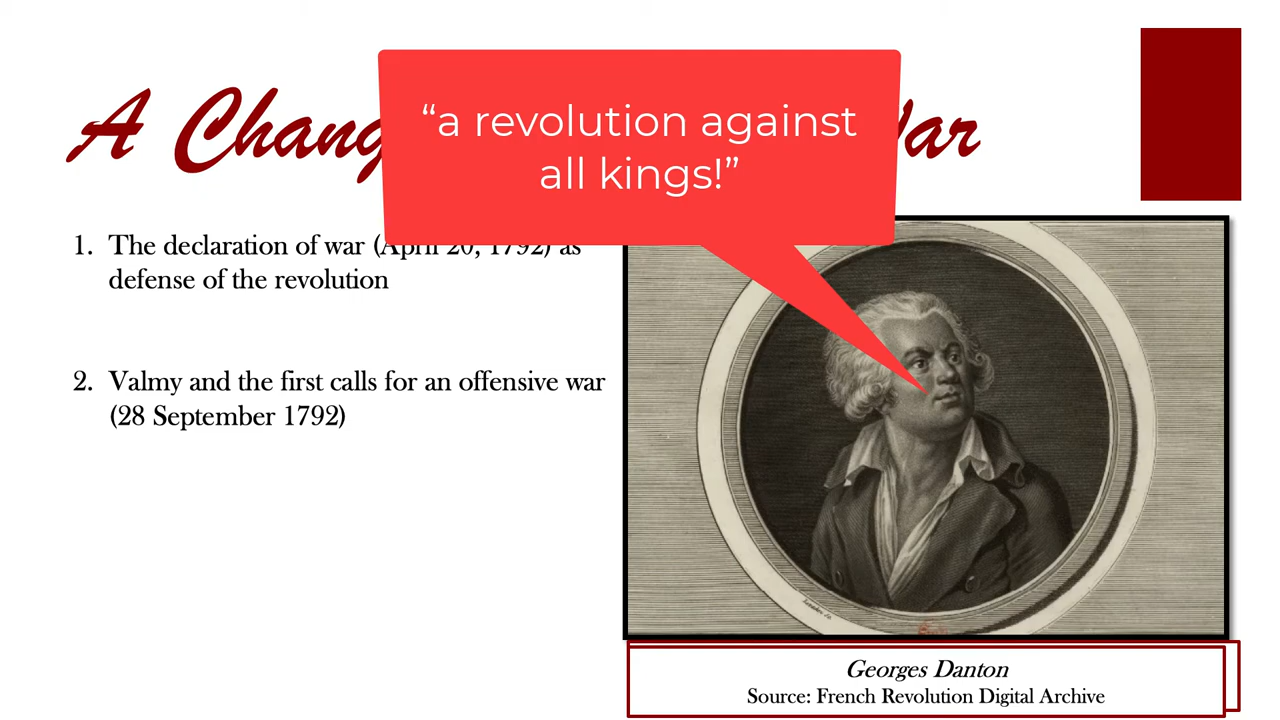 “a revolution against
all kings!”
A Chang
War
1. The declaration of war (April 20, 1792) as
defense of the revolution
2. Valmy and the first calls for an offensive war
(28 September 1792)
Georges Danton
Source: French Revolution Digital Archive